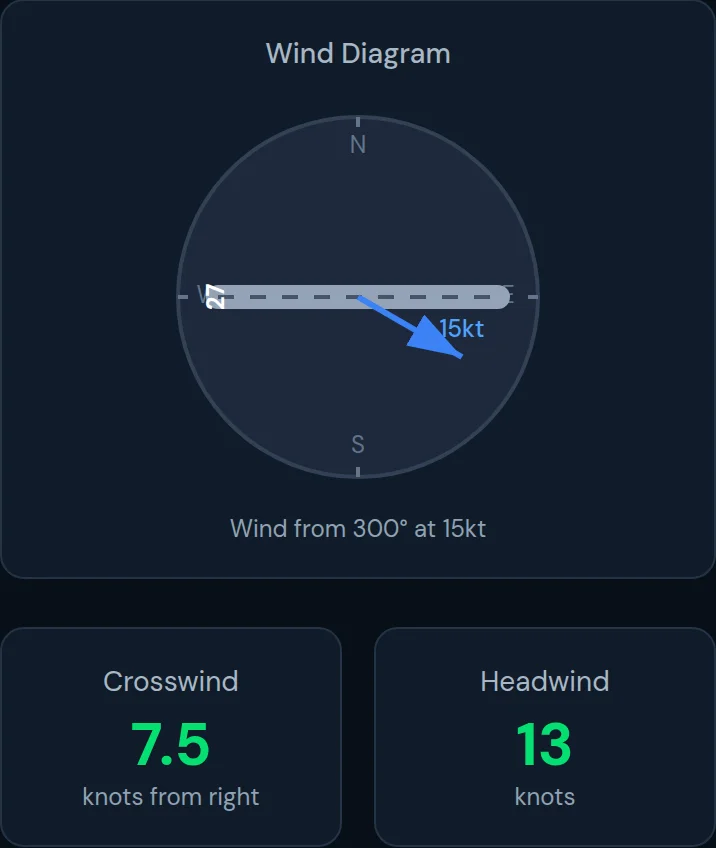 Wind Diagram
N
W 27 E
15kt
S
Wind from 300° at 15kt
Crosswind
7.5
knots from right
Headwind
13
knots